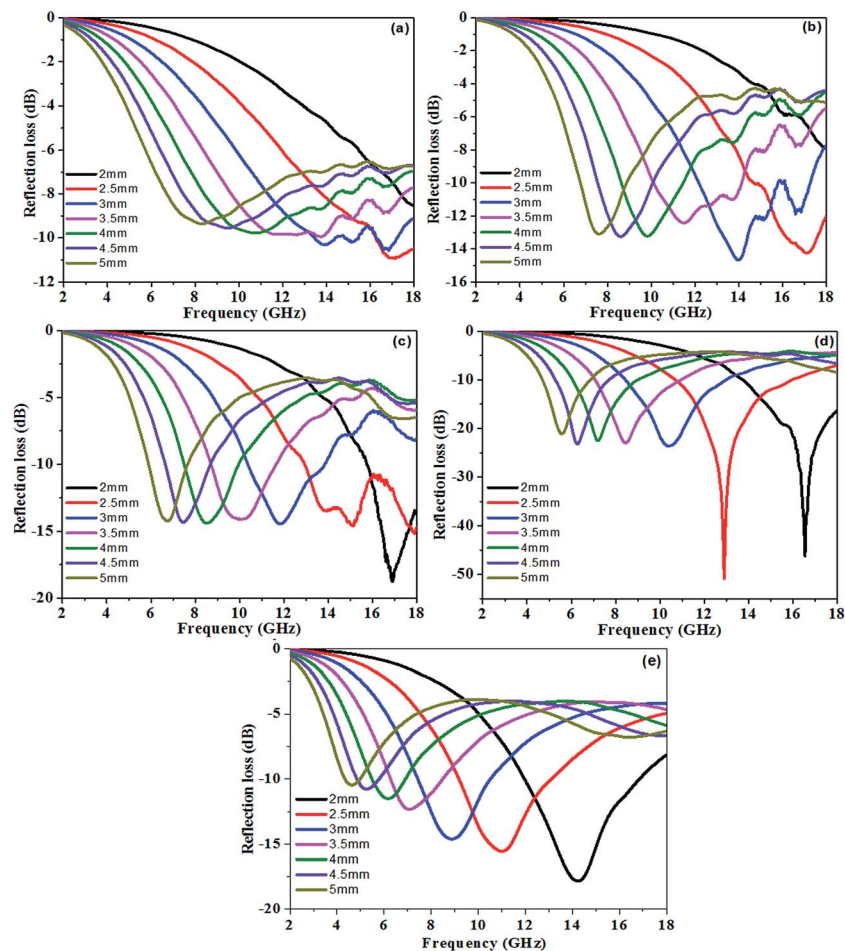 (a)
Reflection loss (dB)
0
-2
-4
-6
-8
-10
-12
2mm
2.5mm
3mm
3.5mm
4mm
4.5mm
5mm
2 4 6 8 10 12 14 16 18
Frequency (GHz)
(b)
Reflection loss (dB)
0
-2
-4
-6
-8
-10
-12
-14
-16
2mm
2.5mm
3mm
3.5mm
4mm
4.5mm
5mm
2 4 6 8 10 12 14 16 18
Frequency (GHz)
(c)
Reflection loss (dB)
0
-5
-10
-15
-20
2mm
2.5mm
3mm
3.5mm
4mm
4.5mm
5mm
2 4 6 8 10 12 14 16 18
Frequency (GHz)
(d)
Reflection loss (dB)
0
-10
-20
-30
-40
-50
2mm
2.5mm
3mm
3.5mm
4mm
4.5mm
5mm
2 4 6 8 10 12 14 16 18
Frequency (GHz)
(e)
Reflection loss (dB)
0
-5
-10
-15
-20
2mm
2.5mm
3mm
3.5mm
4mm
4.5mm
5mm
2 4 6 8 10 12 14 16 18
Frequency (GHz)